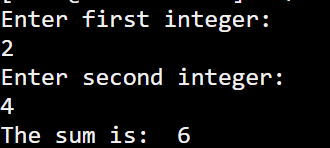 Enter first integer:
2
Enter second integer:
4
The sum is:  6